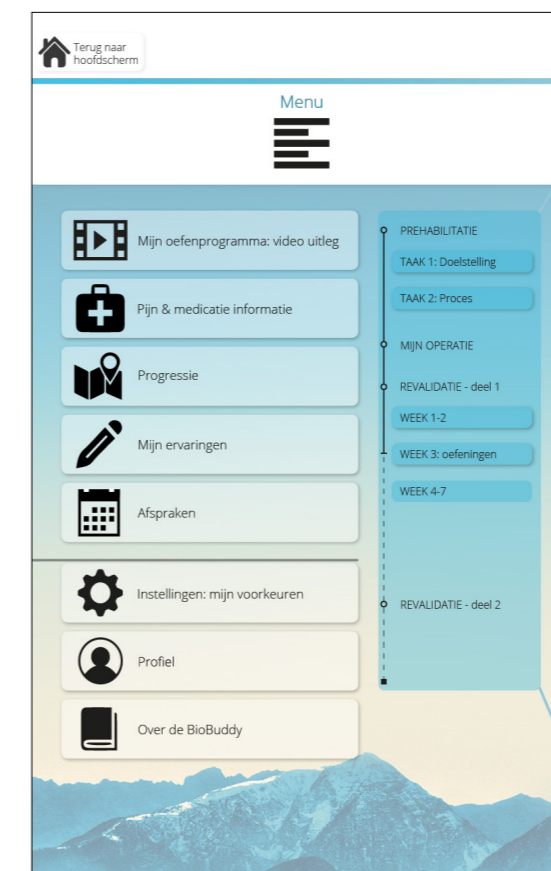 Terug naar
hoofdscherm
Menu
Mijn oefenprogramma: video uitleg
Pijn & medicatie informatie
Progressie
Mijn ervaringen
Afspraken
Instellingen: mijn voorkeuren
Profiel
Over de BioBuddy
PREHABILITATIE
TAAK 1: Doelstelling
TAAK 2: Proces
MIJN OPERATIE
REVALIDATIE - deel 1
WEEK 1-2
WEEK 3: oefeningen
WEEK 4-7
REVALIDATIE - deel 2